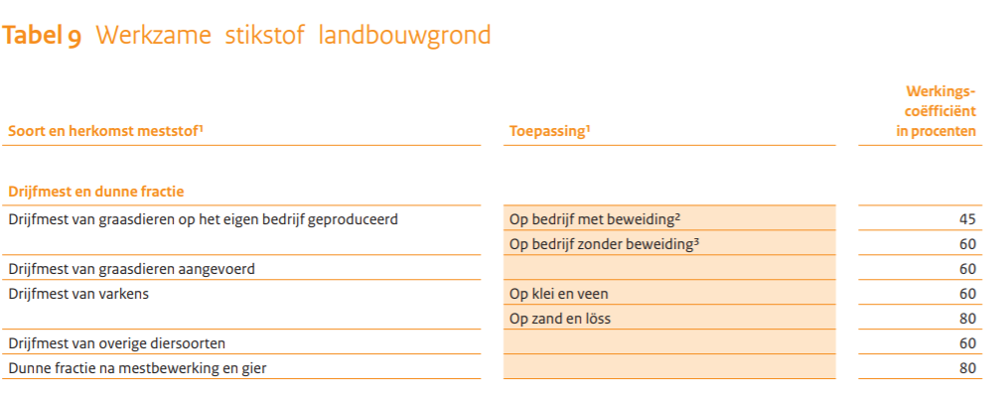 Tabel 9 Werkzame stikstof landbouwgrond
Werkings-
coëfficiënt
Soort en herkomst meststof¹ Toepassing¹ in procenten
Drijfmest en dunne fractie
Drijfmest van graasdieren op het eigen bedrijf geproduceerd Op bedrijf met beweiding² 45
Op bedrijf zonder beweiding³ 60
Drijfmest van graasdieren aangevoerd 60
Drijfmest van varkens Op klei en veen 60
Op zand en löss 80
Drijfmest van overige diersoorten 60
Dunne fractie na mestbewerking en gier 80